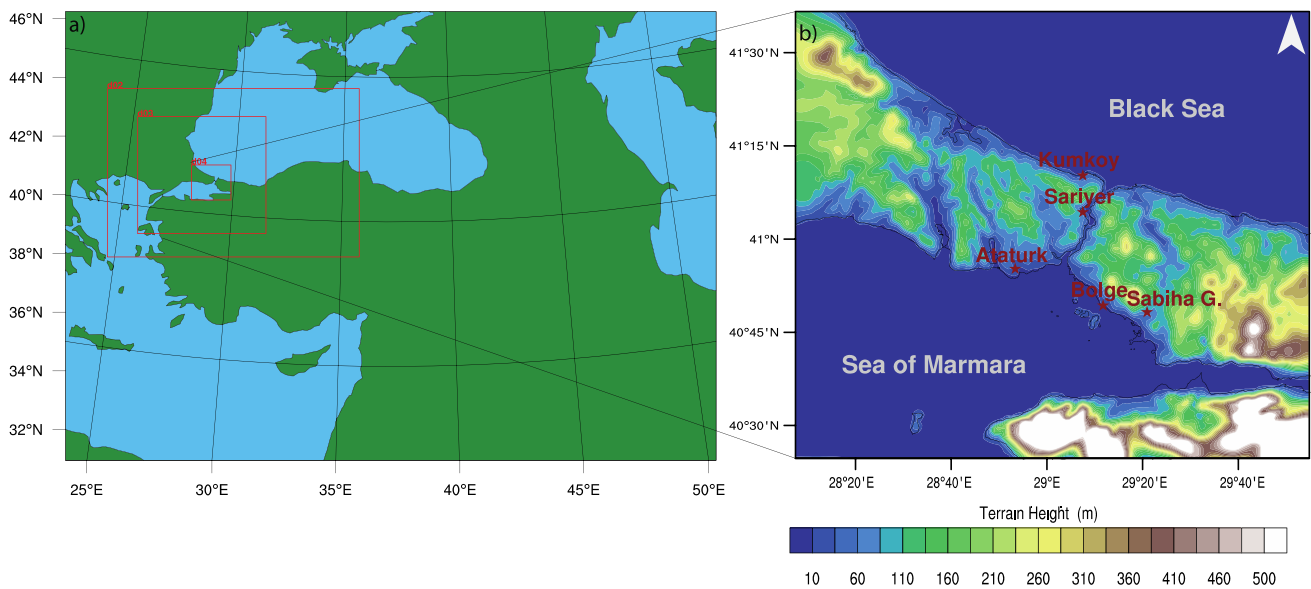 a)
46°N
44°N
42°N
40°N
38°N
36°N
34°N
32°N
25°E
30°E
35°E
40°E
45°E
50°E
d02
d03
d04
b)
41°30'N
41°15'N
41°N
40°45'N
40°30'N
Black Sea
Kumkoy
Sariyer
Ataturk
Bolge
Sabiha G.
Sea of Marmara
28°20'E
28°40'E
29°E
29°20'E
29°40'E
Terrain Height (m)
10 60 110 160 210 260 310 360 410 460 500